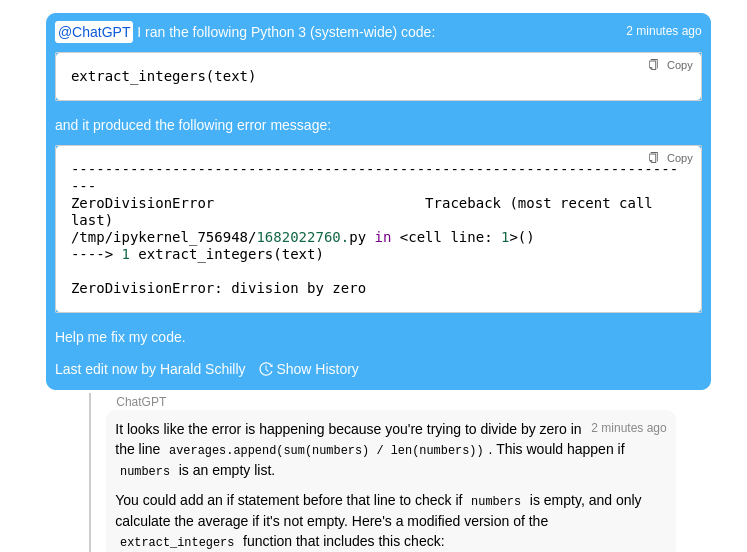 @ChatGPT I ran the following Python 3 (system-wide) code: 2 minutes ago
Copy
extract_integers(text)
and it produced the following error message:
Copy
---------------------------------------------------------------------------
ZeroDivisionError                         Traceback (most recent call
last)
/tmp/ipykernel_756948/1682022760.py in <cell line: 1>()
----> 1 extract_integers(text)
ZeroDivisionError: division by zero
Help me fix my code.
Last edit now by Harald Schilly Show History
ChatGPT
It looks like the error is happening because you're trying to divide by zero in 2 minutes ago
the line averages.append(sum(numbers) / len(numbers)) . This would happen if
numbers is an empty list.
You could add an if statement before that line to check if numbers is empty, and only
calculate the average if it's not empty. Here's a modified version of the
extract_integers function that includes this check: